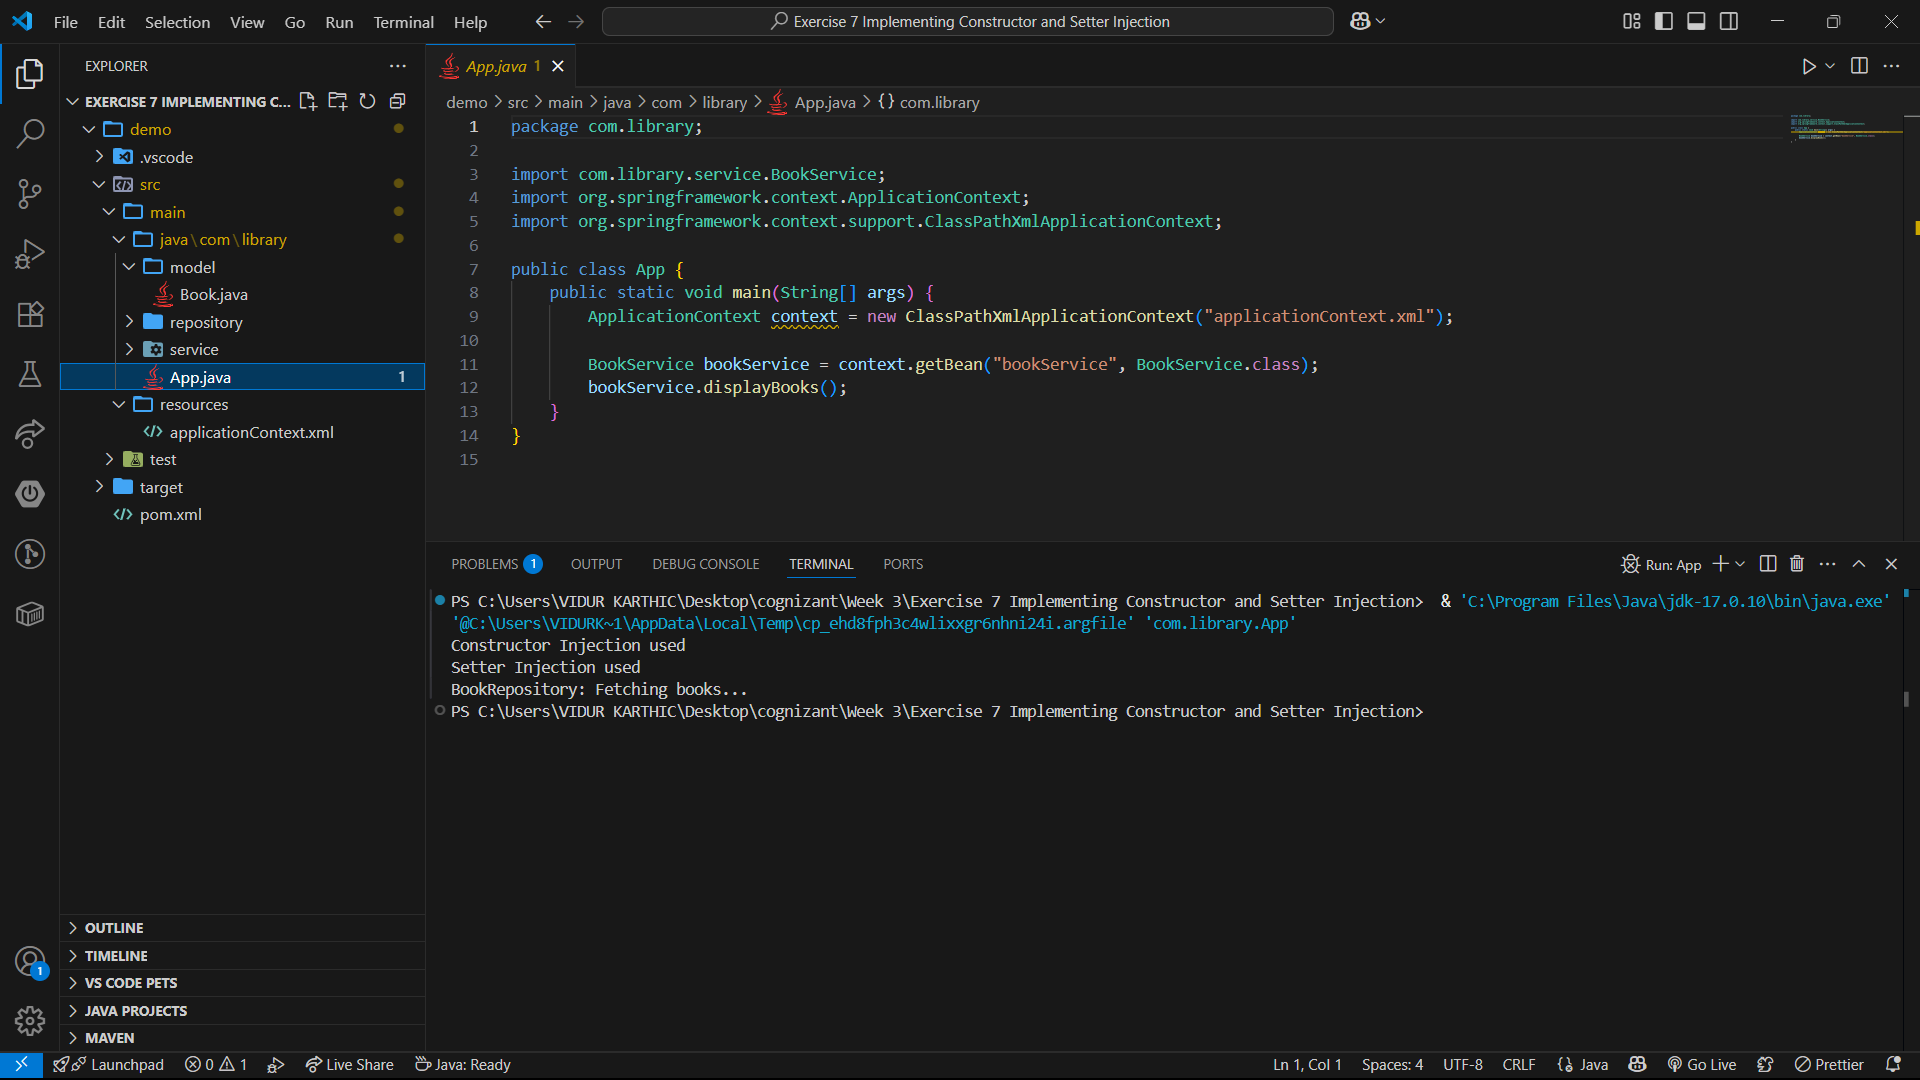 File Edit Selection View Go Run Terminal Help
Exercise 7 Implementing Constructor and Setter Injection
EXPLORER
EXERCISE 7 IMPLEMENTING C...
demo
.vscode
src
main
java\com\library
model
Book.java
repository
service
App.java 1
resources
applicationContext.xml
test
target
pom.xml
OUTLINE
TIMELINE
VS CODE PETS
JAVA PROJECTS
MAVEN
1
App.java 1
demo > src > main > java > com > library > App.java > {} com.library
1 package com.library;
2
3 import com.library.service.BookService;
4 import org.springframework.context.ApplicationContext;
5 import org.springframework.context.support.ClassPathXmlApplicationContext;
6
7 public class App {
8 public static void main(String[] args) {
9 ApplicationContext context = new ClassPathXmlApplicationContext("applicationContext.xml");
10
11 BookService bookService = context.getBean("bookService", BookService.class);
12 bookService.displayBooks();
13 }
14 }
15
PROBLEMS 1 OUTPUT DEBUG CONSOLE TERMINAL PORTS
Run: App
PS C:\Users\VIDUR KARTHIC\Desktop\cognizant\Week 3\Exercise 7 Implementing Constructor and Setter Injection> & 'C:\Program Files\Java\jdk-17.0.10\bin\java.exe'
'@C:\Users\VIDURK~1\AppData\Local\Temp\cp_ehd8fph3c4wlixxgr6nhni24i.argfile' 'com.library.App'
Constructor Injection used
Setter Injection used
BookRepository: Fetching books...
PS C:\Users\VIDUR KARTHIC\Desktop\cognizant\Week 3\Exercise 7 Implementing Constructor and Setter Injection>
Launchpad 0 1 Live Share Java: Ready
Ln 1, Col 1 Spaces: 4 UTF-8 CRLF {} Java Go Live Prettier